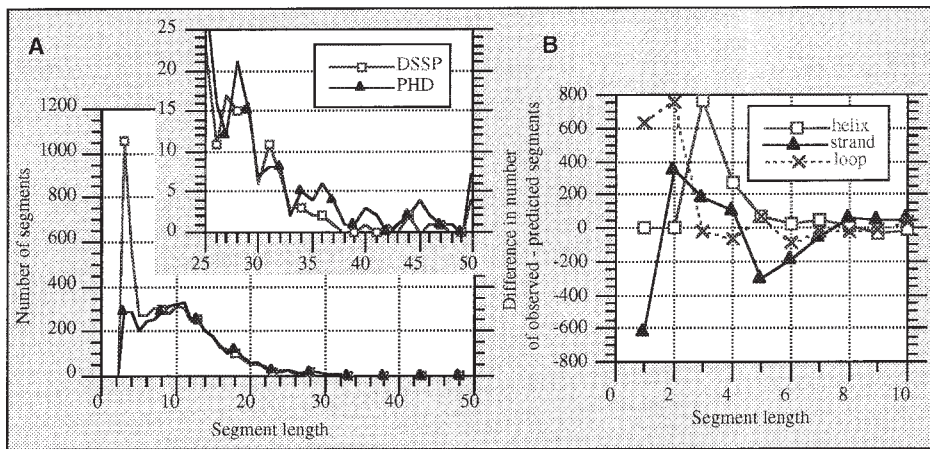 A
25
20
15
10
5
0
DSSP
PHD
25 30 35 40 45 50
1200
1000
800
600
400
200
0
Number of segments
0 10 20 30 40 50
Segment length
B
800
600
400
200
0
-200
-400
-600
-800
helix
strand
loop
Difference in number
of observed - predicted segments
0 2 4 6 8 10
Segment length